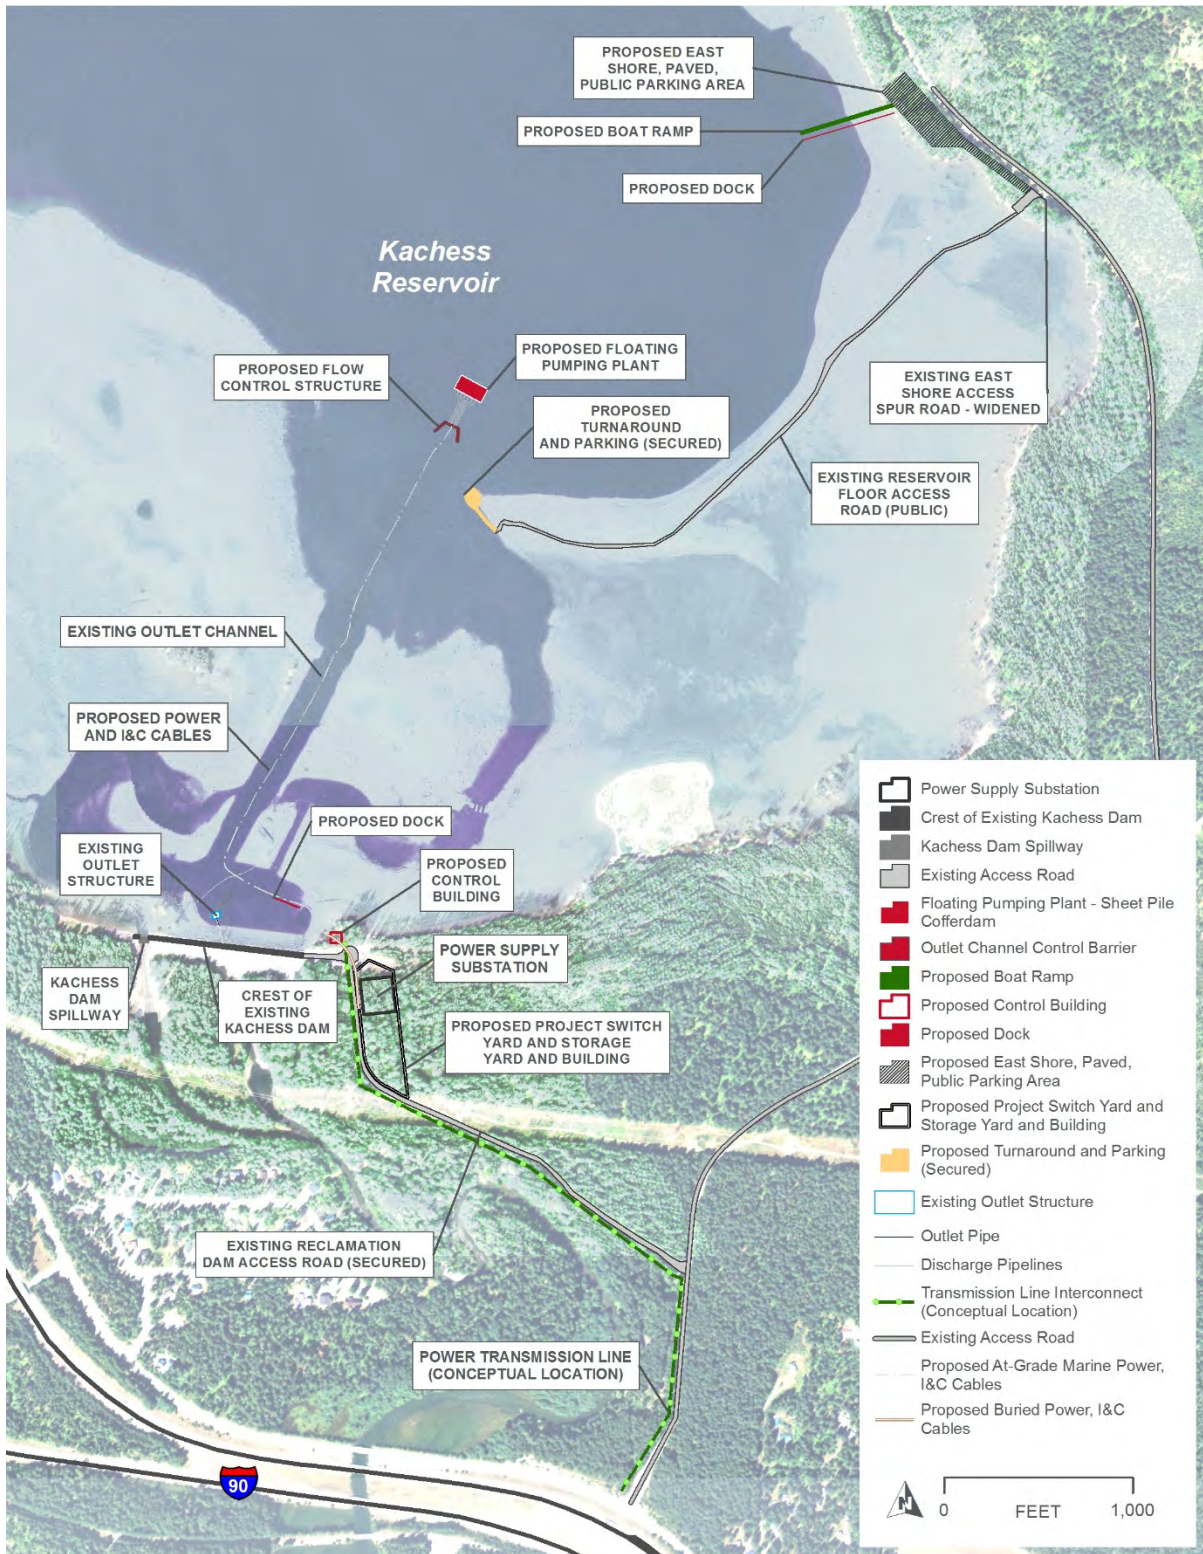 PROPOSED EAST
SHORE, PAVED,
PUBLIC PARKING AREA
PROPOSED BOAT RAMP
PROPOSED DOCK
Kachess
Reservoir
PROPOSED FLOATING
PUMPING PLANT
PROPOSED FLOW
CONTROL STRUCTURE
EXISTING EAST
SHORE ACCESS
SPUR ROAD - WIDENED
PROPOSED
TURNAROUND
AND PARKING (SECURED)
EXISTING RESERVOIR
FLOOR ACCESS
ROAD (PUBLIC)
EXISTING OUTLET CHANNEL
PROPOSED POWER
AND I&C CABLES
PROPOSED DOCK
EXISTING
OUTLET
STRUCTURE
PROPOSED
CONTROL
BUILDING
POWER SUPPLY
SUBSTATION
KACHESS
DAM
SPILLWAY
CREST OF
EXISTING
KACHESS DAM
PROPOSED PROJECT SWITCH
YARD AND STORAGE
YARD AND BUILDING
EXISTING RECLAMATION
DAM ACCESS ROAD (SECURED)
POWER TRANSMISSION LINE
(CONCEPTUAL LOCATION)
90
Power Supply Substation
Crest of Existing Kachess Dam
Kachess Dam Spillway
Existing Access Road
Floating Pumping Plant - Sheet Pile
Cofferdam
Outlet Channel Control Barrier
Proposed Boat Ramp
Proposed Control Building
Proposed Dock
Proposed East Shore, Paved,
Public Parking Area
Proposed Project Switch Yard and
Storage Yard and Building
Proposed Turnaround and Parking
(Secured)
Existing Outlet Structure
Outlet Pipe
Discharge Pipelines
Transmission Line Interconnect
(Conceptual Location)
Existing Access Road
Proposed At-Grade Marine Power,
I&C Cables
Proposed Buried Power, I&C
Cables
N
0 FEET 1,000